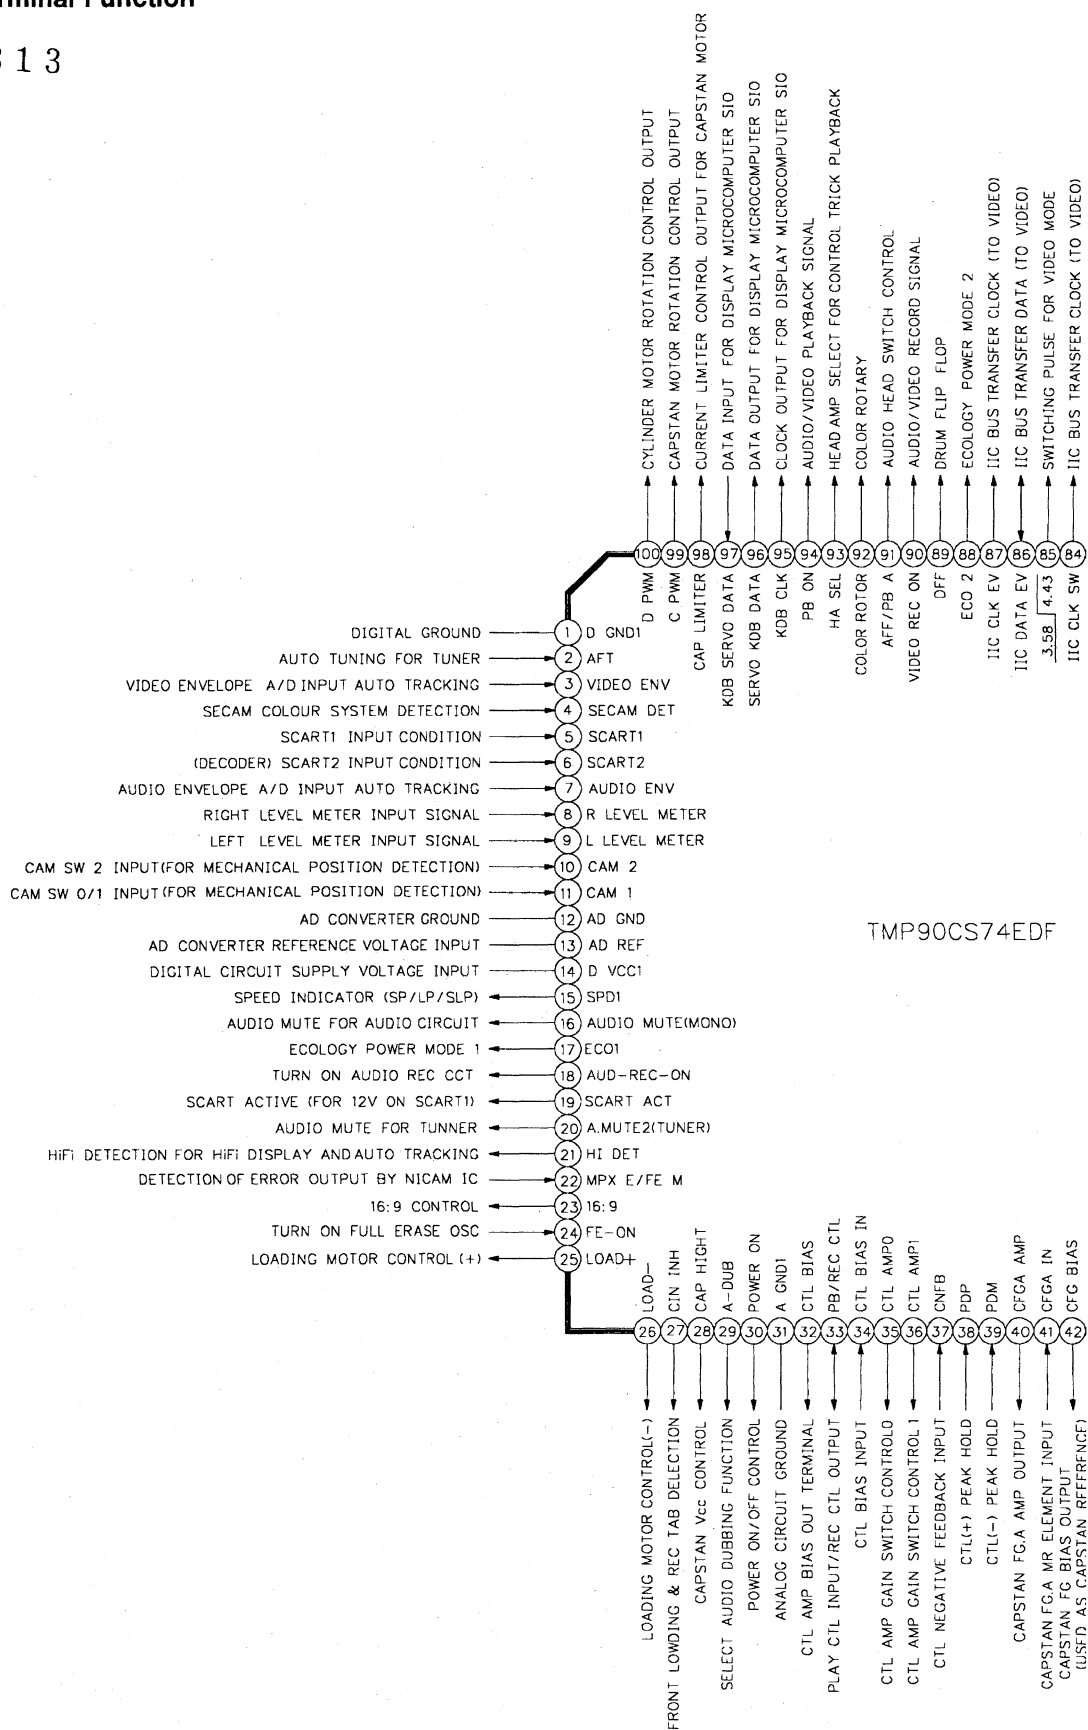 Terminal Function
3 1 3
CYLINDER MOTOR ROTATION CONTROL OUTPUT
CAPSTAN MOTOR ROTATION CONTROL OUTPUT
CURRENT LIMITER CONTROL OUTPUT FOR CAPSTAN MOTOR
DATA INPUT FOR DISPLAY MICROCOMPUTER SIO
DATA OUTPUT FOR DISPLAY MICROCOMPUTER SIO
CLOCK OUTPUT FOR DISPLAY MICROCOMPUTER SIO
AUDIO/VIDEO PLAYBACK SIGNAL
HEAD AMP SELECT FOR CONTROL TRICK PLAYBACK
COLOR ROTARY
AUDIO HEAD SWITCH CONTROL
AUDIO/VIDEO RECORD SIGNAL
DRUM FLIP FLOP
ECOLOGY POWER MODE 2
IIC BUS TRANSFER CLOCK (TO VIDEO)
IIC BUS TRANSFER DATA (TO VIDEO)
SWITCHING PULSE FOR VIDEO MODE
IIC BUS TRANSFER CLOCK (TO VIDEO)
100 99 98 97 96 95 94 93 92 91 90 89 88 87 86 85 84
D PWM
C PWM
CAP LIMITER
KDB SERVO DATA
SERVO KDB DATA
KDB CLK
PB ON
HA SEL
COLOR ROTOR
AFF/PB A
VIDEO REC ON
DFF
ECO 2
IIC CLK EV
IIC DATA EV
3.58 4.43
IIC CLK SW
DIGITAL GROUND 1 D GND1
AUTO TUNING FOR TUNER 2 AFT
VIDEO ENVELOPE A/D INPUT AUTO TRACKING 3 VIDEO ENV
SECAM COLOUR SYSTEM DETECTION 4 SECAM DET
SCART1 INPUT CONDITION 5 SCART1
(DECODER) SCART2 INPUT CONDITION 6 SCART2
AUDIO ENVELOPE A/D INPUT AUTO TRACKING 7 AUDIO ENV
RIGHT LEVEL METER INPUT SIGNAL 8 R LEVEL METER
LEFT LEVEL METER INPUT SIGNAL 9 L LEVEL METER
CAM SW 2 INPUT(FOR MECHANICAL POSITION DETECTION) 10 CAM 2
CAM SW 0/1 INPUT(FOR MECHANICAL POSITION DETECTION) 11 CAM 1
AD CONVERTER GROUND 12 AD GND
AD CONVERTER REFERENCE VOLTAGE INPUT 13 AD REF
DIGITAL CIRCUIT SUPPLY VOLTAGE INPUT 14 D VCC1
SPEED INDICATOR (SP/LP/SLP) 15 SPD1
AUDIO MUTE FOR AUDIO CIRCUIT 16 AUDIO MUTE(MONO)
ECOLOGY POWER MODE 1 17 ECO1
TURN ON AUDIO REC CCT 18 AUD-REC-ON
SCART ACTIVE (FOR 12V ON SCART1) 19 SCART ACT
AUDIO MUTE FOR TUNNER 20 A.MUTE2(TUNER)
HiFi DETECTION FOR HiFi DISPLAY AND AUTO TRACKING 21 HI DET
DETECTION OF ERROR OUTPUT BY NICAM IC 22 MPX E/FE M
16:9 CONTROL 23 16:9
TURN ON FULL ERASE OSC 24 FE-ON
LOADING MOTOR CONTROL (+) 25 LOAD+
TMP90CS74EDF
LOAD-
CIN INH
CAP HIGHT
A-DUB
POWER ON
A GND1
CTL BIAS
PB/REC CTL
CTL BIAS IN
CTL AMP0
CTL AMP1
CNFB
PDP
PDM
CFGA AMP
CFGA IN
CFG BIAS
26 27 28 29 30 31 32 33 34 35 36 37 38 39 40 41 42
LOADING MOTOR CONTROL(-)
FRONT LOWDING & REC TAB DELECTION
CAPSTAN Vcc CONTROL
SELECT AUDIO DUBBING FUNCTION
POWER ON/OFF CONTROL
ANALOG CIRCUIT GROUND
CTL AMP BIAS OUT TERMINAL
PLAY CTL INPUT/REC CTL OUTPUT
CTL BIAS INPUT
CTL AMP GAIN SWITCH CONTROL0
CTL AMP GAIN SWITCH CONTROL1
CTL NEGATIVE FEEDBACK INPUT
CTL(+) PEAK HOLD
CTL(-) PEAK HOLD
CAPSTAN FG.A AMP OUTPUT
CAPSTAN FG.A MR ELEMENT INPUT
CAPSTAN FG BIAS OUTPUT
(USED AS CAPSTAN REFERENCE)